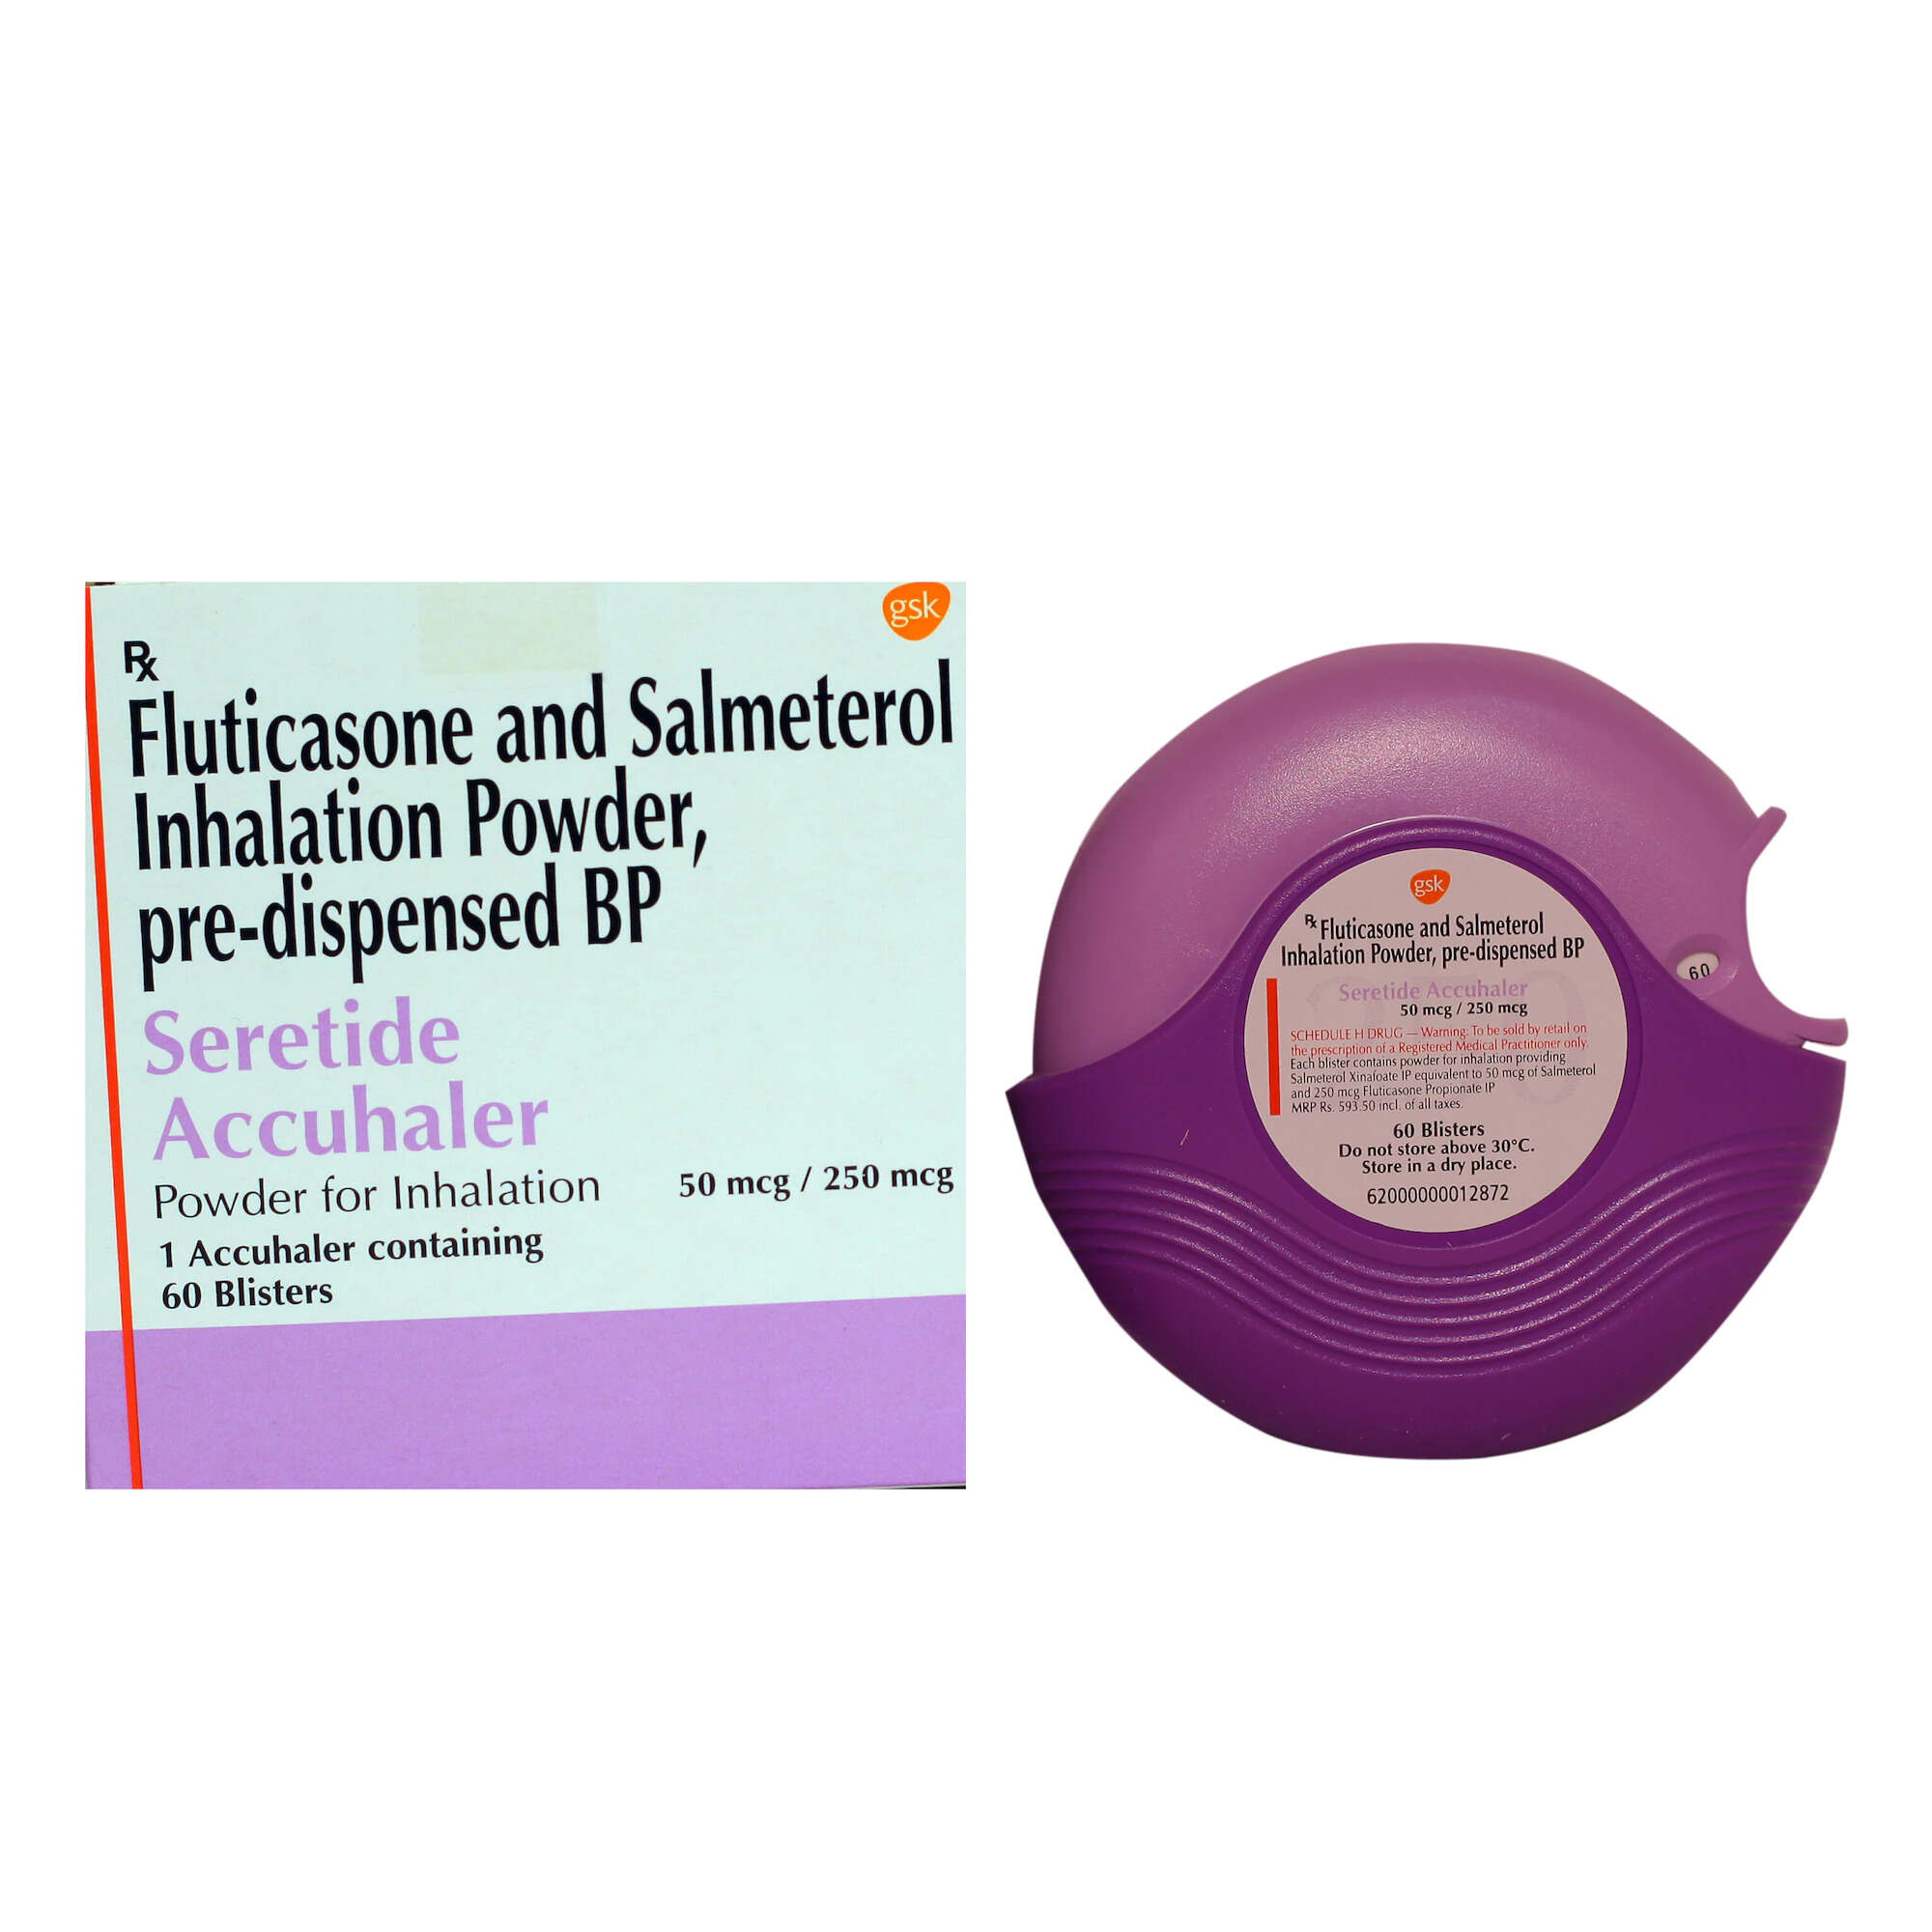 gsk
Rx
Fluticasone and Salmeterol
Inhalation Powder,
pre-dispensed BP
Seretide
Accuhaler
Powder for Inhalation 50 mcg / 250 mcg
1 Accuhaler containing
60 Blisters
gsk
Rx Fluticasone and Salmeterol
Inhalation Powder, pre-dispensed BP
Seretide Accuhaler
50 mcg / 250 mcg
SCHEDULE H DRUG — Warning: To be sold by retail on
the prescription of a Registered Medical Practitioner only.
Each blister contains powder for inhalation providing
Salmeterol Xinafoate IP equivalent to 50 mcg of Salmeterol
and 250 mcg Fluticasone Propionate IP
MRP Rs. 593.50 incl. of all taxes.
60 Blisters
Do not store above 30°C.
Store in a dry place.
62000000012872
60